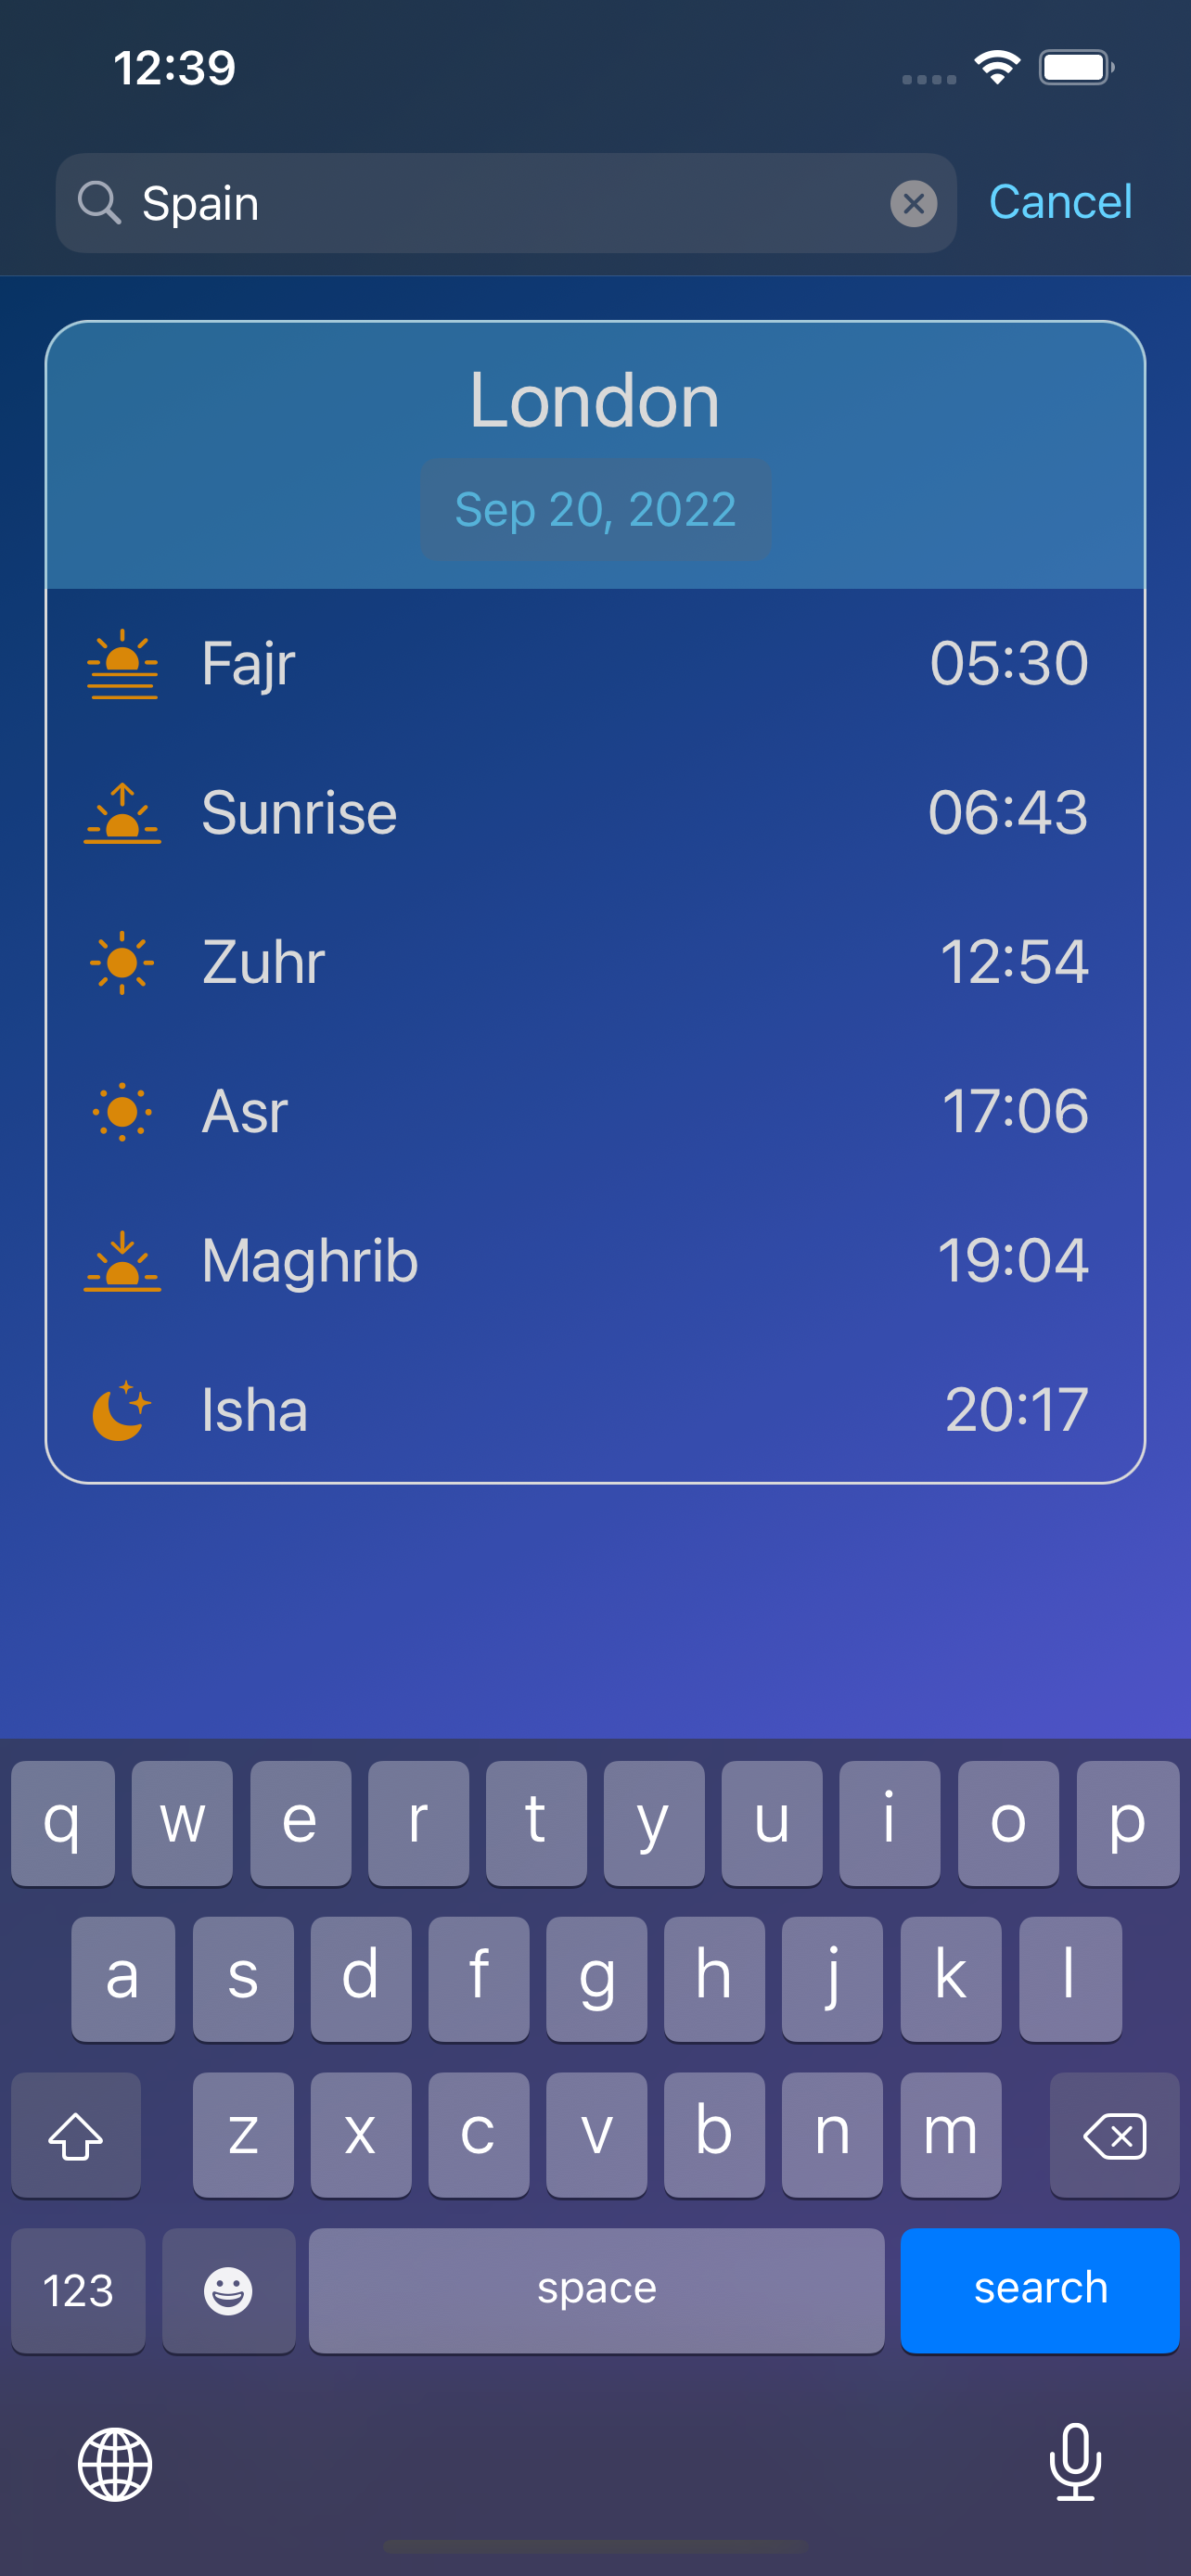 12:39
Spain
Cancel
London
Sep 20, 2022
Fajr 05:30
Sunrise 06:43
Zuhr 12:54
Asr 17:06
Maghrib 19:04
Isha 20:17
q w e r t y u i o p
a s d f g h j k l
z x c v b n m
123 space search